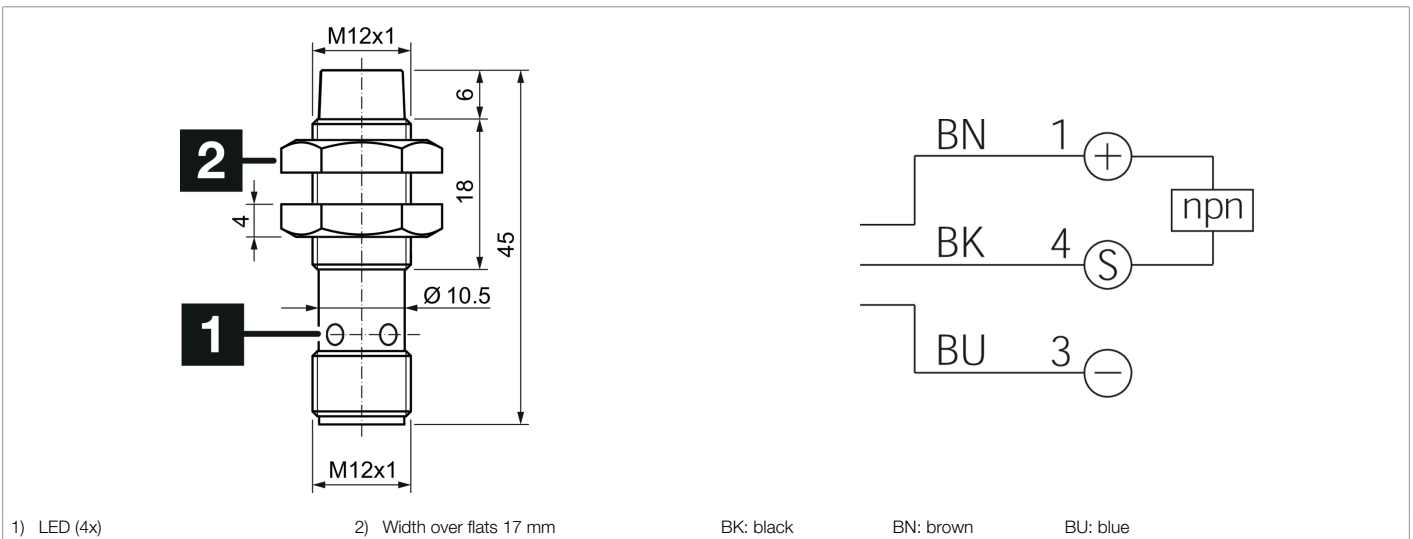 M12x1
6
2
18
4
45
Ø 10.5
1
M12x1
BN 1 +
npn
BK 4 S
BU 3 −
1) LED (4x) 2) Width over flats 17 mm BK: black BN: brown BU: blue